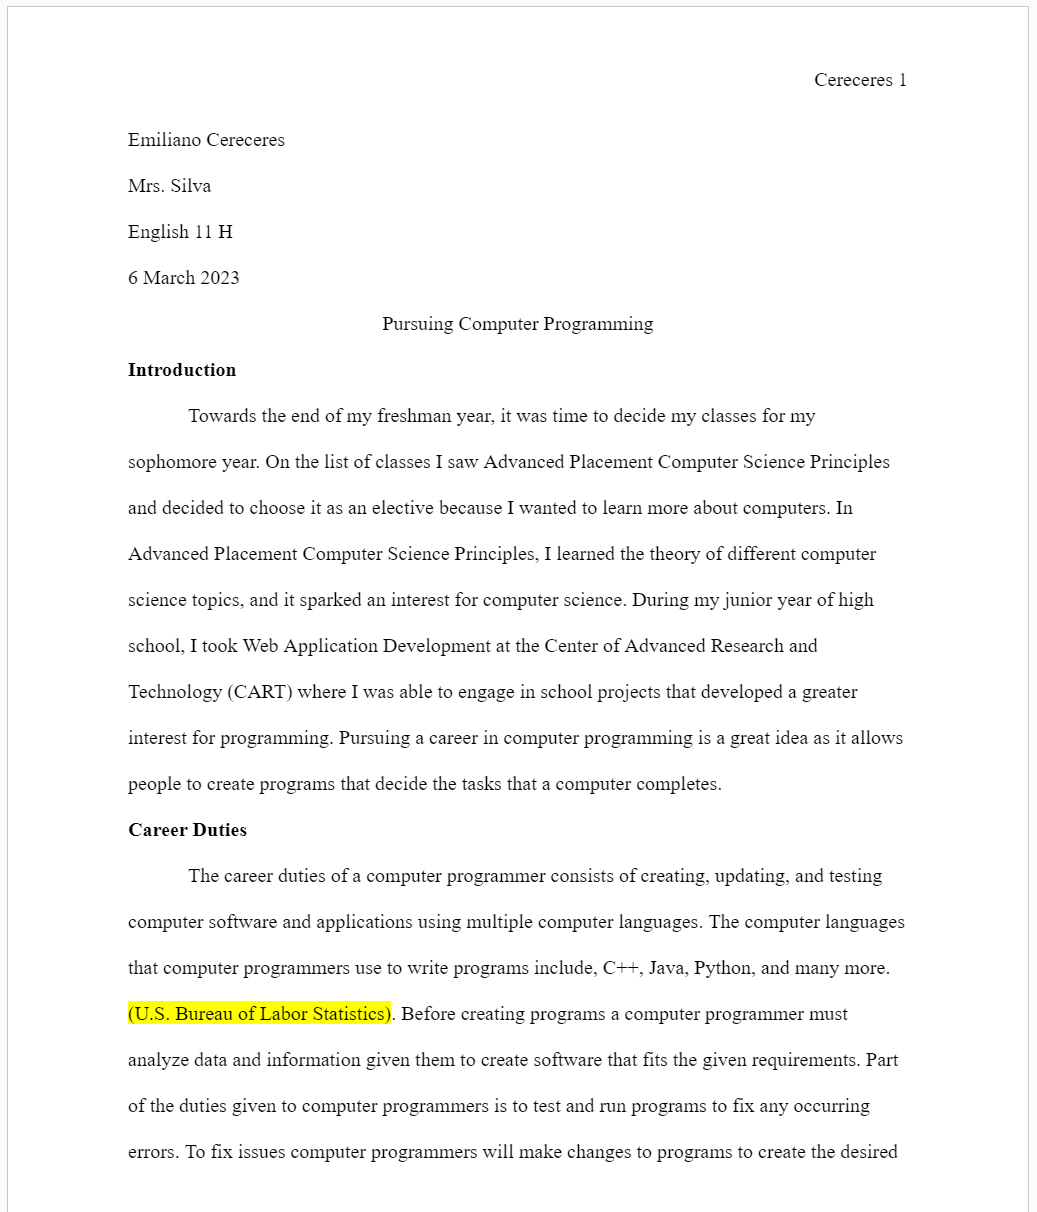 Cereceres 1
Emiliano Cereceres
Mrs. Silva
English 11 H
6 March 2023
Pursuing Computer Programming
Introduction
Towards the end of my freshman year, it was time to decide my classes for my
sophomore year. On the list of classes I saw Advanced Placement Computer Science Principles
and decided to choose it as an elective because I wanted to learn more about computers. In
Advanced Placement Computer Science Principles, I learned the theory of different computer
science topics, and it sparked an interest for computer science. During my junior year of high
school, I took Web Application Development at the Center of Advanced Research and
Technology (CART) where I was able to engage in school projects that developed a greater
interest for programming. Pursuing a career in computer programming is a great idea as it allows
people to create programs that decide the tasks that a computer completes.
Career Duties
The career duties of a computer programmer consists of creating, updating, and testing
computer software and applications using multiple computer languages. The computer languages
that computer programmers use to write programs include, C++, Java, Python, and many more.
(U.S. Bureau of Labor Statistics). Before creating programs a computer programmer must
analyze data and information given them to create software that fits the given requirements. Part
of the duties given to computer programmers is to test and run programs to fix any occurring
errors. To fix issues computer programmers will make changes to programs to create the desired